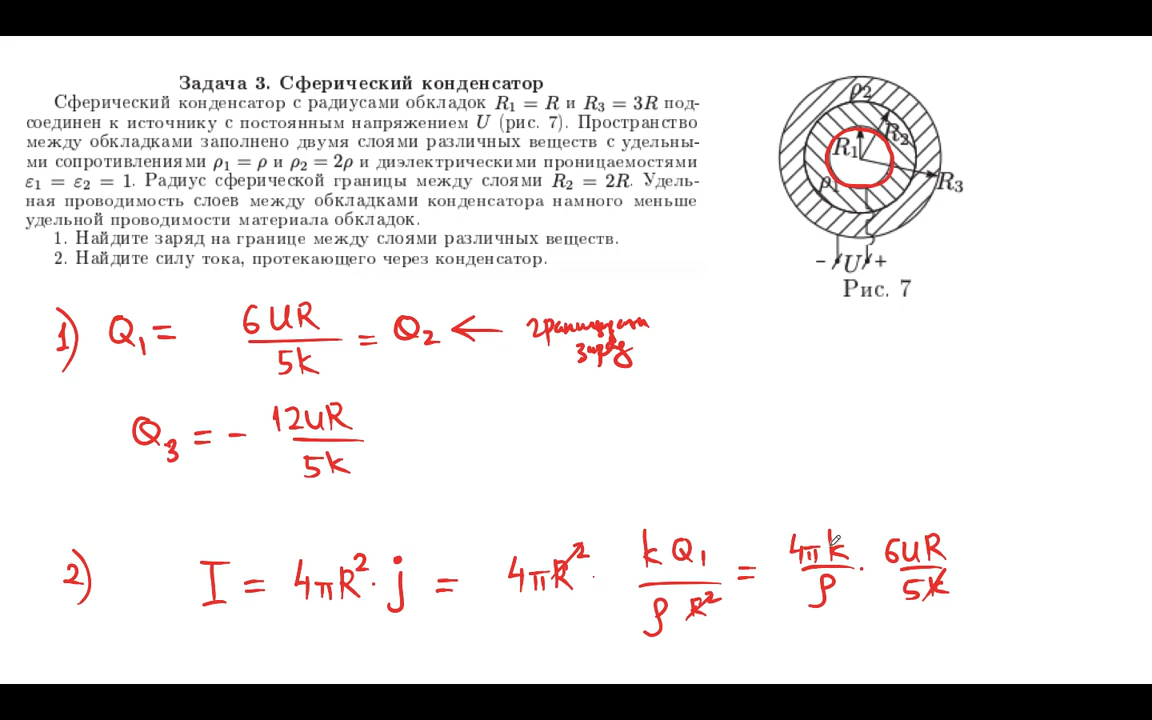 Задача 3. Сферический конденсатор
Сферический конденсатор с радиусами обкладок R₁ = R и R₃ = 3R под-
соединен к источнику с постоянным напряжением U (рис. 7). Пространство
между обкладками заполнено двумя слоями различных веществ с удельны-
ми сопротивлениями ρ₁ = ρ и ρ₂ = 2ρ и диэлектрическими проницаемостями
ε₁ = ε₂ = 1. Радиус сферической границы между слоями R₂ = 2R. Удель-
ная проводимость слоев между обкладками конденсатора намного меньше
удельной проводимости материала обкладок.
1. Найдите заряд на границе между слоями различных веществ.
2. Найдите силу тока, протекающего через конденсатор.
ρ₂
R₂
R₁
R₃
ρ₁
− U +
Рис. 7
1) Q₁ = 6UR / 5k = Q₂ ←
заряд
Q₃ = − 12UR / 5k
2) I = 4πR² · j = 4πR² · kQ₁ / ρR² = 4πk / ρ · 6UR / 5k